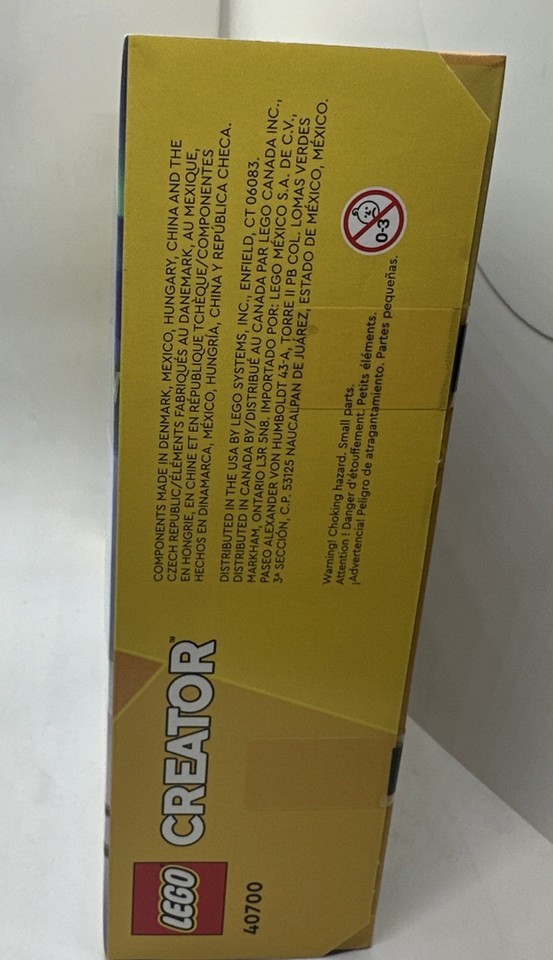 LEGO
CREATOR™
40700
COMPONENTS MADE IN DENMARK, MEXICO, HUNGARY, CHINA AND THE
CZECH REPUBLIC/ÉLÉMENTS FABRIQUÉS AU DANEMARK, AU MEXIQUE,
EN HONGRIE, EN CHINE ET EN RÉPUBLIQUE TCHÈQUE/COMPONENTES
HECHOS EN DINAMARCA, MÉXICO, HUNGRÍA, CHINA Y REPÚBLICA CHECA.
DISTRIBUTED IN THE USA BY LEGO SYSTEMS, INC., ENFIELD, CT 06083.
DISTRIBUTED IN CANADA BY/DISTRIBUÉ AU CANADA PAR LEGO CANADA INC.,
MARKHAM, ONTARIO L3R 5N8. IMPORTADO POR: LEGO MÉXICO S.A. DE C.V.,
PASEO ALEXANDER VON HUMBOLDT 43-A, TORRE II PB COL. LOMAS VERDES
3ª SECCIÓN, C.P. 53125 NAUCALPAN DE JUÁREZ, ESTADO DE MÉXICO, MÉXICO.
Warning! Choking hazard. Small parts.
Attention ! Danger d'étouffement. Petits éléments.
¡Advertencia! Peligro de atragantamiento. Partes pequeñas.
0-3